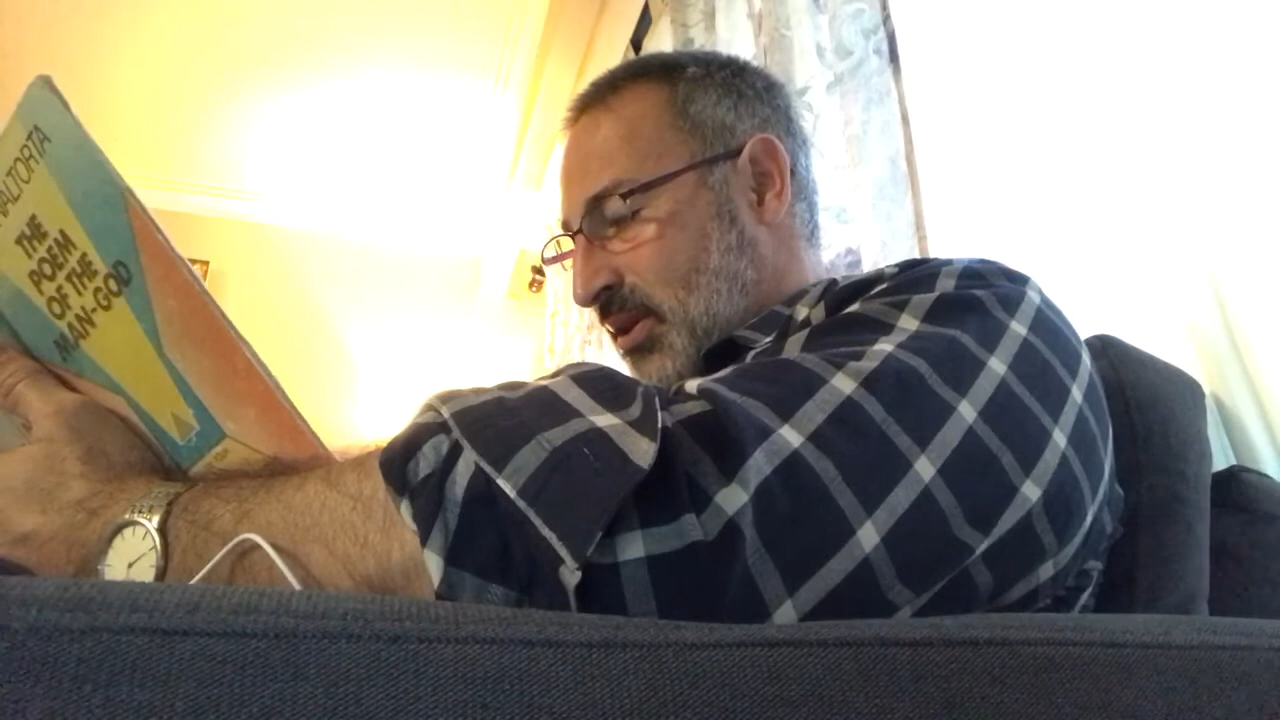 VALTORTA
THE
POEM
OF THE
MAN-GOD